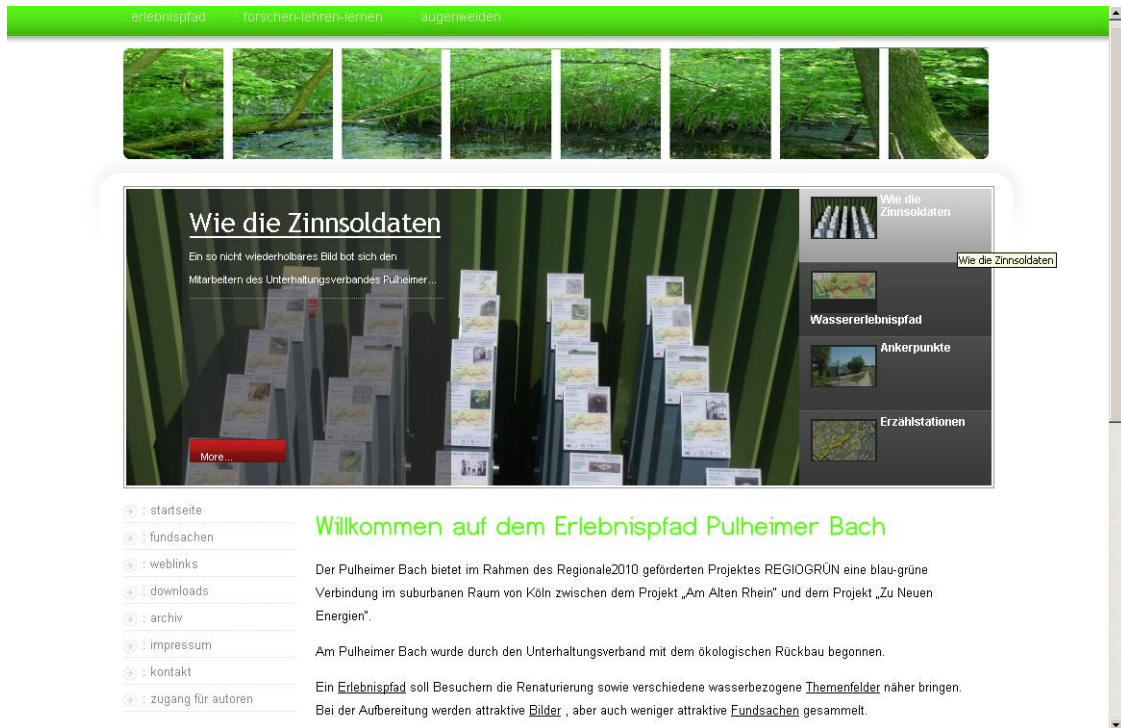 : erlebnispfad : forschen-lehren-lernen : augenweiden
Wie die Zinnsoldaten
Ein so nicht wiederholbares Bild bot sich den
Mitarbeitern des Unterhaltungsverbandes Pulheimer...
More...
Wie die
Zinnsoldaten
Wie die Zinnsoldaten
Wassererlebnispfad
Ankerpunkte
Erzählstationen
: startseite
: fundsachen
: weblinks
: downloads
: archiv
: impressum
: kontakt
: zugang für autoren
Willkommen auf dem Erlebnispfad Pulheimer Bach
Der Pulheimer Bach bietet im Rahmen des Regionale2010 geförderten Projektes REGIOGRÜN eine blau-grüne
Verbindung im suburbanen Raum von Köln zwischen dem Projekt „Am Alten Rhein" und dem Projekt „Zu Neuen
Energien".
Am Pulheimer Bach wurde durch den Unterhaltungsverband mit dem ökologischen Rückbau begonnen.
Ein Erlebnispfad soll Besuchern die Renaturierung sowie verschiedene wasserbezogene Themenfelder näher bringen.
Bei der Aufbereitung werden attraktive Bilder , aber auch weniger attraktive Fundsachen gesammelt.